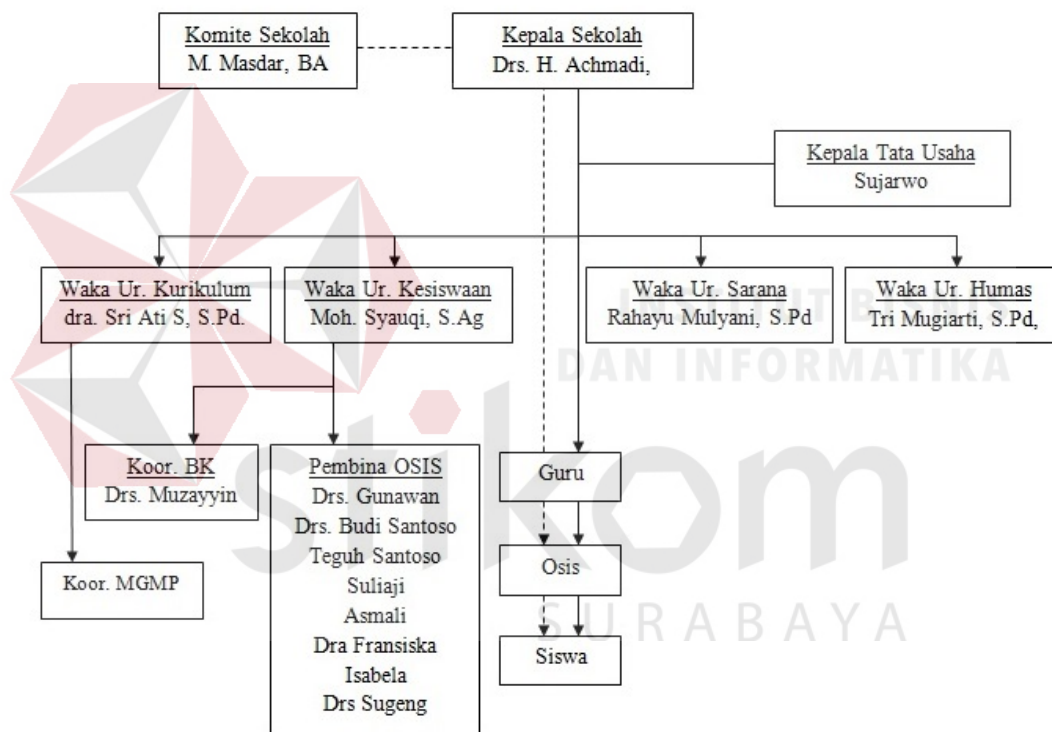 Komite Sekolah
M. Masdar, BA
Kepala Sekolah
Drs. H. Achmadi,
Kepala Tata Usaha
Sujarwo
Waka Ur. Kurikulum
dra. Sri Ati S, S.Pd.
Waka Ur. Kesiswaan
Moh. Syauqi, S.Ag
Waka Ur. Sarana
Rahayu Mulyani, S.Pd
Waka Ur. Humas
Tri Mugiarti, S.Pd,
INSTITUT BISNIS
DAN INFORMATIKA
stikom
SURABAYA
Koor. BK
Drs. Muzayyin
Pembina OSIS
Drs. Gunawan
Drs. Budi Santoso
Teguh Santoso
Suliaji
Asmali
Dra Fransiska
Isabela
Drs Sugeng
Guru
Koor. MGMP
Osis
Siswa